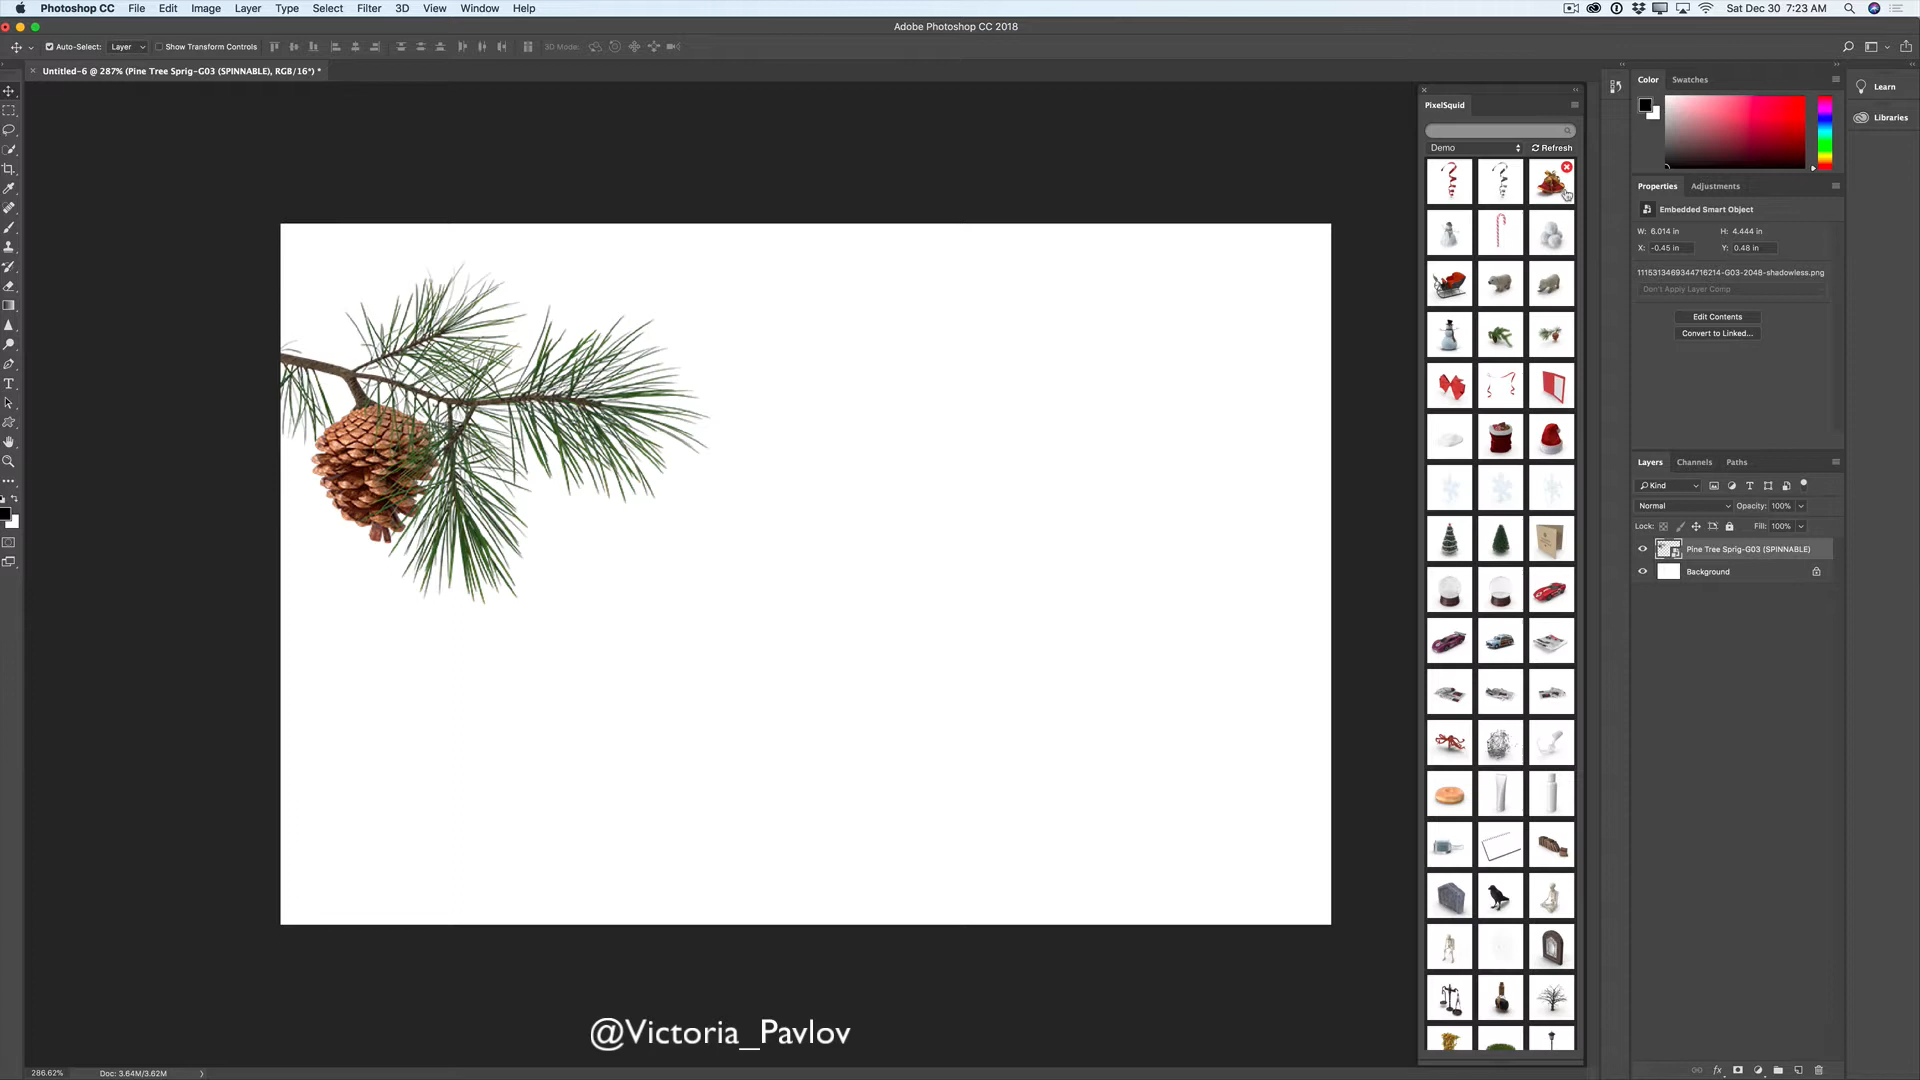 Photoshop CC File Edit Image Layer Type Select Filter 3D View Window Help Sat Dec 30 7:23 AM
Adobe Photoshop CC 2018
Auto-Select: Layer Show Transform Controls 3D Mode:
Untitled-6 @ 287% (Pine Tree Sprig-G03 (SPINNABLE), RGB/16*) *
PixelSquid
Demo Refresh
Color Swatches
Learn
Libraries
Properties Adjustments
Embedded Smart Object
W: 6.014 in H: 4.444 in
X: -0.45 in Y: 0.48 in
1115313469344716214-G03-2048-shadowless.png
Don't Apply Layer Comp
Edit Contents
Convert to Linked...
Layers Channels Paths
Kind
Normal Opacity: 100%
Lock: Fill: 100%
Pine Tree Sprig-G03 (SPINNABLE)
Background
fx
@Victoria_Pavlov
286.62% Doc: 3.64M/3.62M